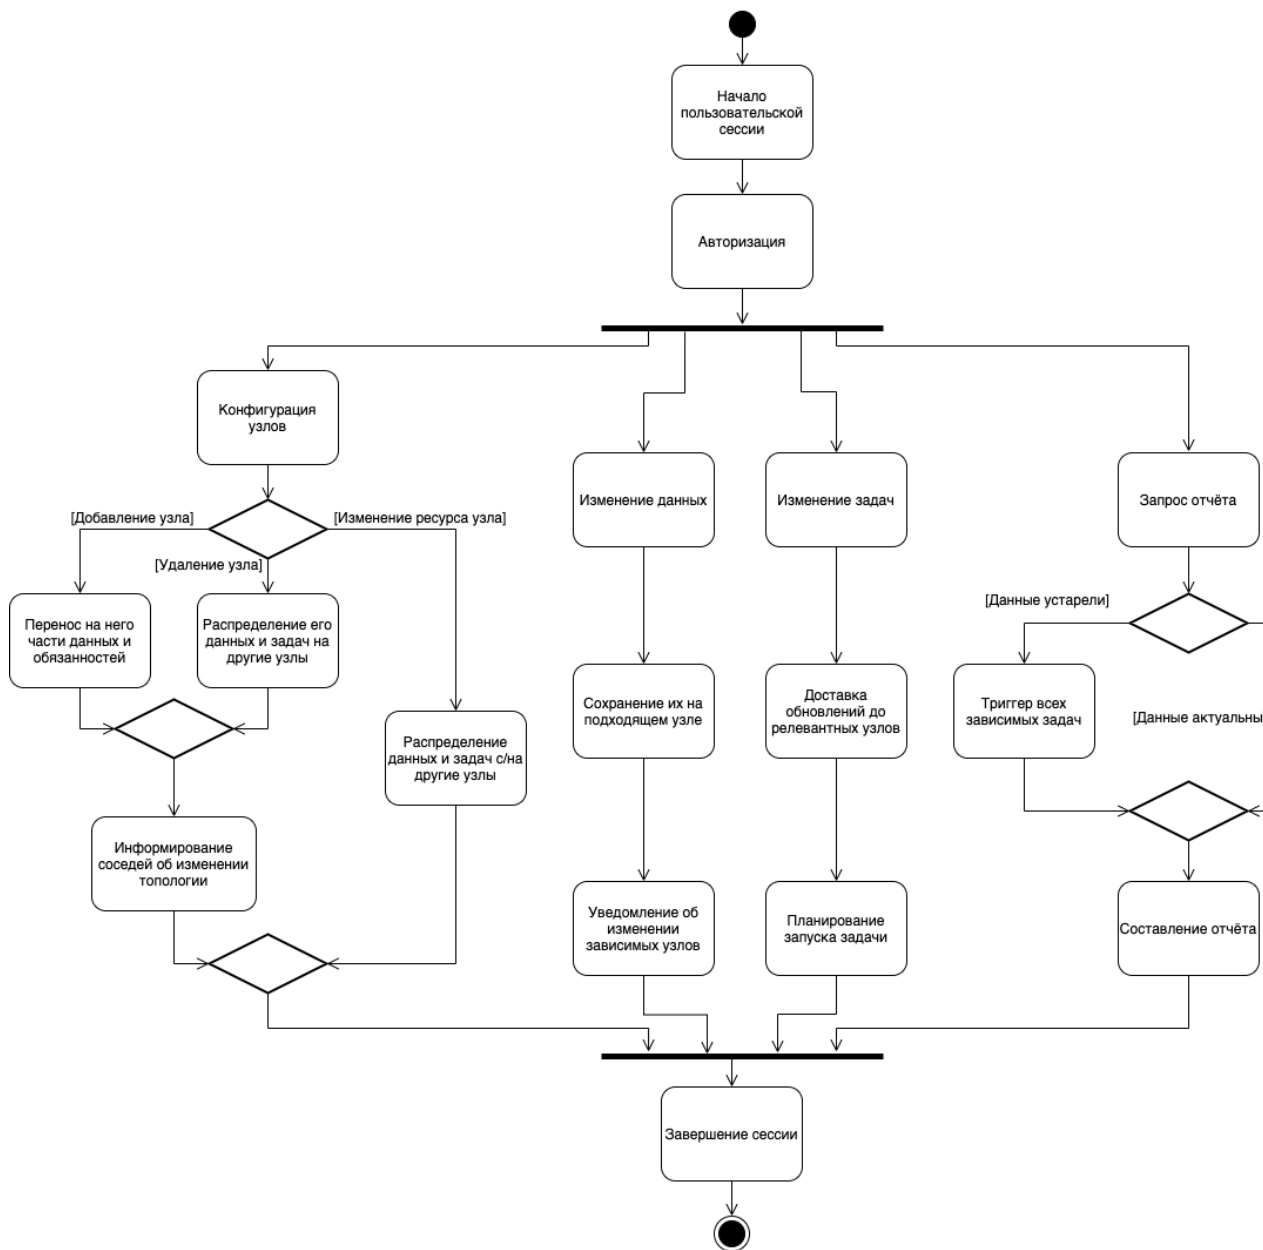 Начало
пользовательской
сессии
Авторизация
Конфигурация
узлов
Изменение данных
Изменение задач
Запрос отчёта
[Добавление узла]
[Изменение ресурса узла]
[Удаление узла]
[Данные устарели]
Перенос на него
части данных и
обязанностей
Распределение его
данных и задач на
другие узлы
Сохранение их на
подходящем узле
Доставка
обновлений до
релевантных узлов
Триггер всех
зависимых задач
[Данные актуальны
Распределение
данных и задач с/на
другие узлы
Информирование
соседей об изменении
топологии
Уведомление об
изменении
зависимых узлов
Планирование
запуска задачи
Составление отчёта
Завершение сессии